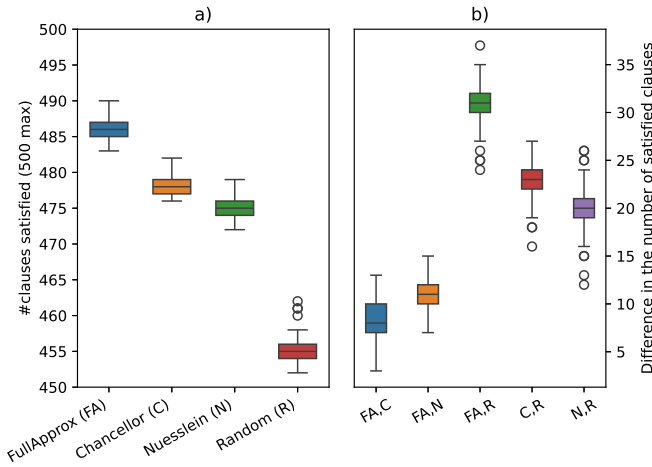 a)
b)
#clauses satisfied (500 max)
500
495
490
485
480
475
470
465
460
455
450
FullApprox (FA)
Chancellor (C)
Nuesslein (N)
Random (R)
FA,C
FA,N
FA,R
C,R
N,R
35
30
25
20
15
10
5
Difference in the number of satisfied clauses